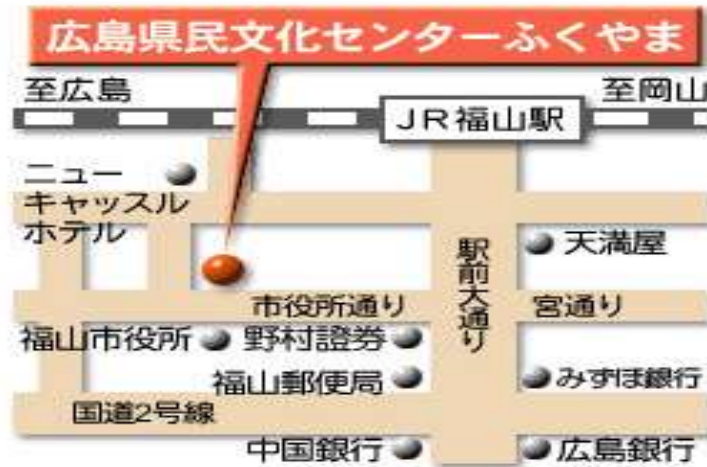 広島県民文化センターふくやま
至広島
至岡山
JR福山駅
ニュー
キャッスル
ホテル
駅前大通り
天満屋
市役所通り
宮通り
福山市役所
野村證券
福山郵便局
みずほ銀行
国道2号線
中国銀行
広島銀行